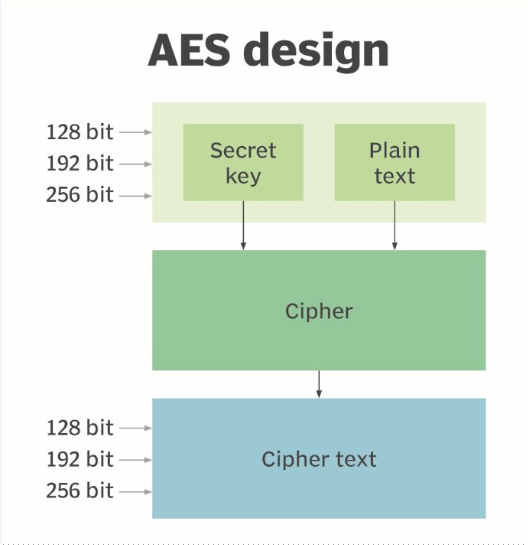 AES design
128 bit
192 bit
256 bit
Secret
key
Plain
text
Cipher
128 bit
192 bit
256 bit
Cipher text